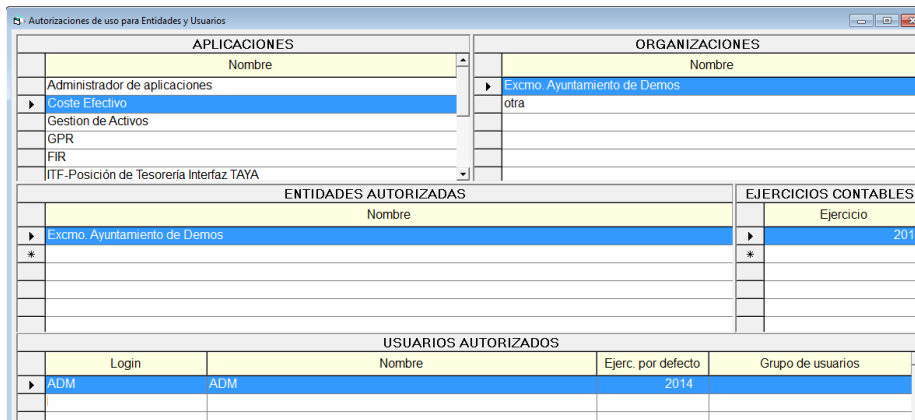 Autorizaciones de uso para Entidades y Usuarios
APLICACIONES
Nombre
Administrador de aplicaciones
Coste Efectivo
Gestion de Activos
GPR
FIR
ITF-Posición de Tesorería Interfaz TAYA
ORGANIZACIONES
Nombre
Excmo. Ayuntamiento de Demos
otra
ENTIDADES AUTORIZADAS
Nombre
Excmo. Ayuntamiento de Demos
EJERCICIOS CONTABLES
Ejercicio
201
USUARIOS AUTORIZADOS
Login Nombre Ejerc. por defecto Grupo de usuarios
ADM ADM 2014